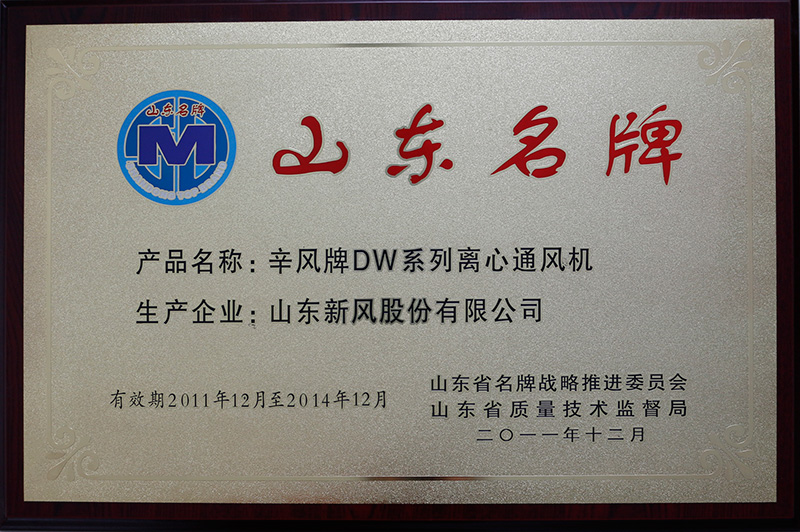 山东名牌
M
山东名牌
产品名称：辛风牌DW系列离心通风机
生产企业：山东新风股份有限公司
有效期2011年12月至2014年12月
山东省名牌战略推进委员会
山东省质量技术监督局
二〇一一年十二月